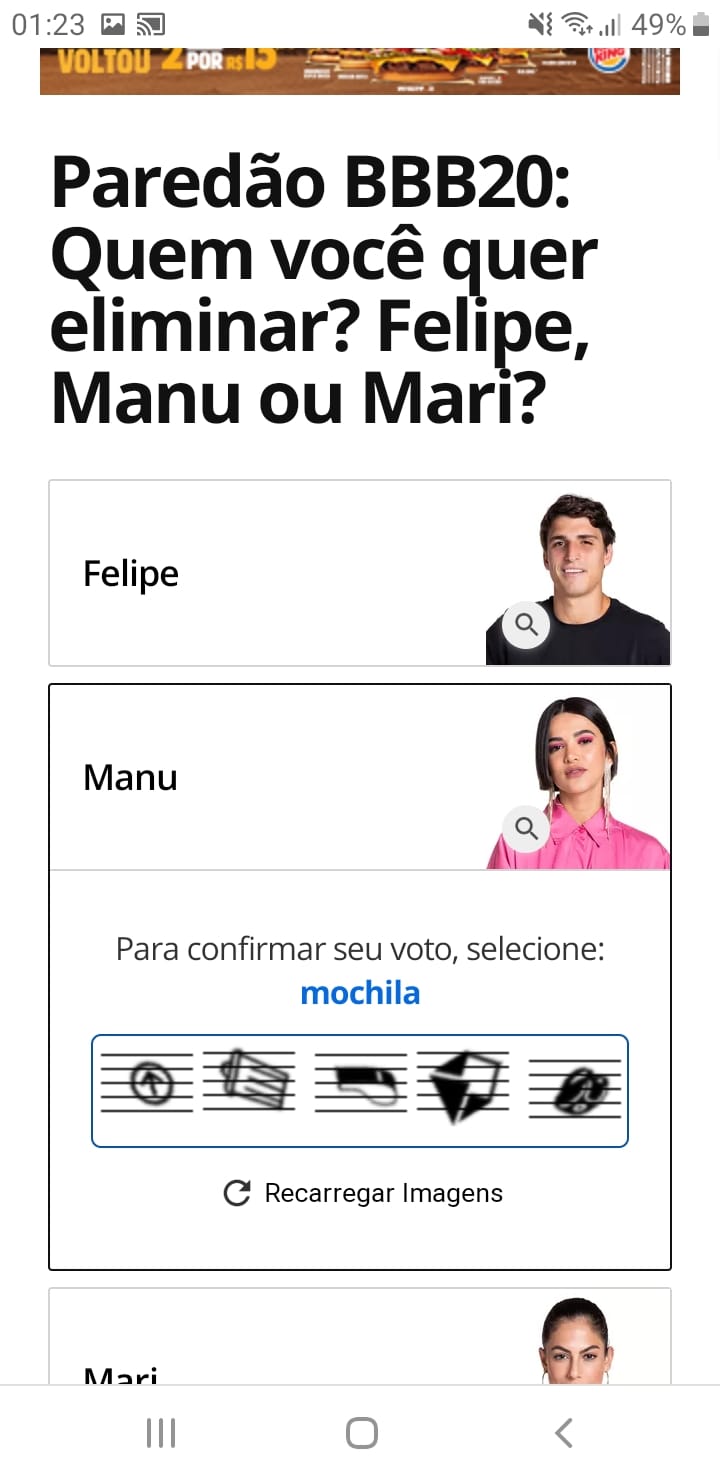 01:23
49%
VOLTOU 2 POR R$15
KING
Paredão BBB20:
Quem você quer
eliminar? Felipe,
Manu ou Mari?
Felipe
Manu
Para confirmar seu voto, selecione:
mochila
Recarregar Imagens
Mari